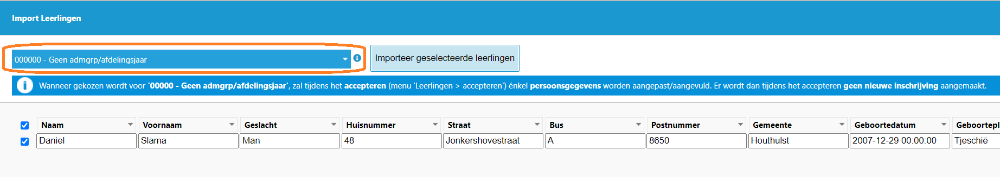 Import Leerlingen
000000 - Geen admgrp/afdelingsjaar
Importeer geselecteerde leerlingen
Wanneer gekozen wordt voor '00000 - Geen admgrp/afdelingsjaar', zal tijdens het accepteren (menu 'Leerlingen > accepteren') énkel persoonsgegevens worden aangepast/aangevuld. Er wordt dan tijdens het accepteren geen nieuwe inschrijving aangemaakt.
Naam Voornaam Geslacht Huisnummer Straat Bus Postnummer Gemeente Geboortedatum Geboortepl
Daniel Slama Man 48 Jonkershovestraat A 8650 Houthulst 2007-12-29 00:00:00 Tjeschië